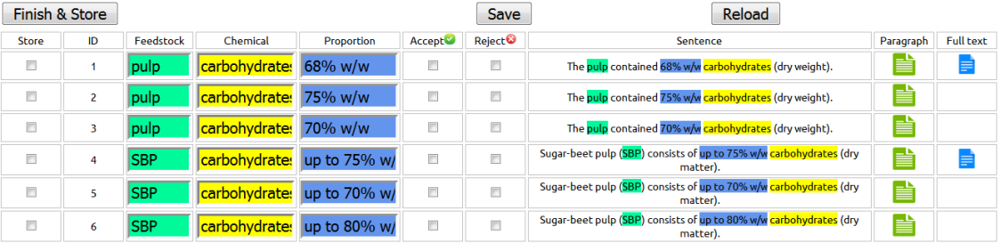 Finish & Store Save Reload
Store ID Feedstock Chemical Proportion Accept Reject Sentence Paragraph Full text
1 pulp carbohydrates 68% w/w The pulp contained 68% w/w carbohydrates (dry weight).
2 pulp carbohydrates 75% w/w The pulp contained 75% w/w carbohydrates (dry weight).
3 pulp carbohydrates 70% w/w The pulp contained 70% w/w carbohydrates (dry weight).
4 SBP carbohydrates up to 75% w/ Sugar-beet pulp (SBP) consists of up to 75% w/w carbohydrates (dry
matter).
5 SBP carbohydrates up to 70% w/ Sugar-beet pulp (SBP) consists of up to 70% w/w carbohydrates (dry
matter).
6 SBP carbohydrates up to 80% w/ Sugar-beet pulp (SBP) consists of up to 80% w/w carbohydrates (dry
matter).